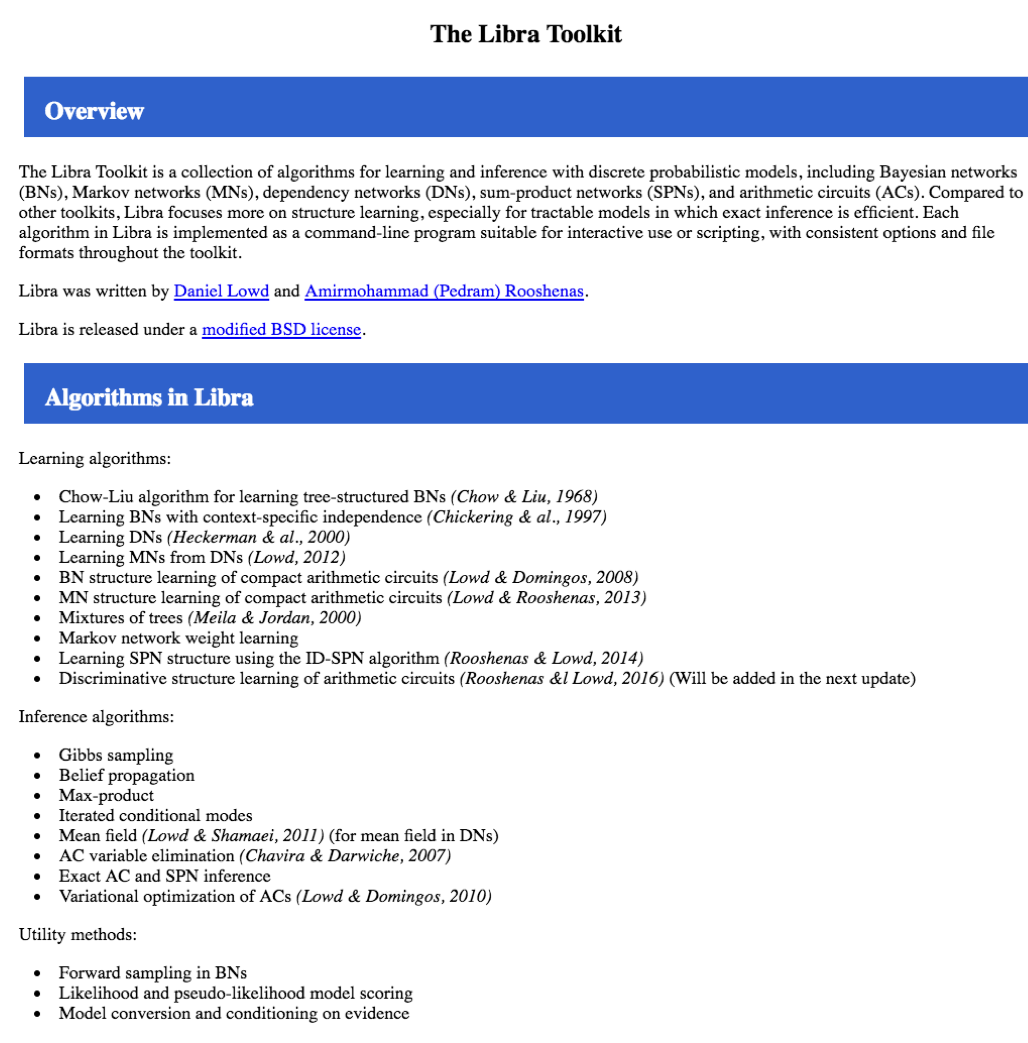 The Libra Toolkit
Overview
The Libra Toolkit is a collection of algorithms for learning and inference with discrete probabilistic models, including Bayesian networks
(BNs), Markov networks (MNs), dependency networks (DNs), sum-product networks (SPNs), and arithmetic circuits (ACs). Compared to
other toolkits, Libra focuses more on structure learning, especially for tractable models in which exact inference is efficient. Each
algorithm in Libra is implemented as a command-line program suitable for interactive use or scripting, with consistent options and file
formats throughout the toolkit.
Libra was written by Daniel Lowd and Amirmohammad (Pedram) Rooshenas.
Libra is released under a modified BSD license.
Algorithms in Libra
Learning algorithms:
• Chow-Liu algorithm for learning tree-structured BNs (Chow & Liu, 1968)
• Learning BNs with context-specific independence (Chickering & al., 1997)
• Learning DNs (Heckerman & al., 2000)
• Learning MNs from DNs (Lowd, 2012)
• BN structure learning of compact arithmetic circuits (Lowd & Domingos, 2008)
• MN structure learning of compact arithmetic circuits (Lowd & Rooshenas, 2013)
• Mixtures of trees (Meila & Jordan, 2000)
• Markov network weight learning
• Learning SPN structure using the ID-SPN algorithm (Rooshenas & Lowd, 2014)
• Discriminative structure learning of arithmetic circuits (Rooshenas &l Lowd, 2016) (Will be added in the next update)
Inference algorithms:
• Gibbs sampling
• Belief propagation
• Max-product
• Iterated conditional modes
• Mean field (Lowd & Shamaei, 2011) (for mean field in DNs)
• AC variable elimination (Chavira & Darwiche, 2007)
• Exact AC and SPN inference
• Variational optimization of ACs (Lowd & Domingos, 2010)
Utility methods:
• Forward sampling in BNs
• Likelihood and pseudo-likelihood model scoring
• Model conversion and conditioning on evidence